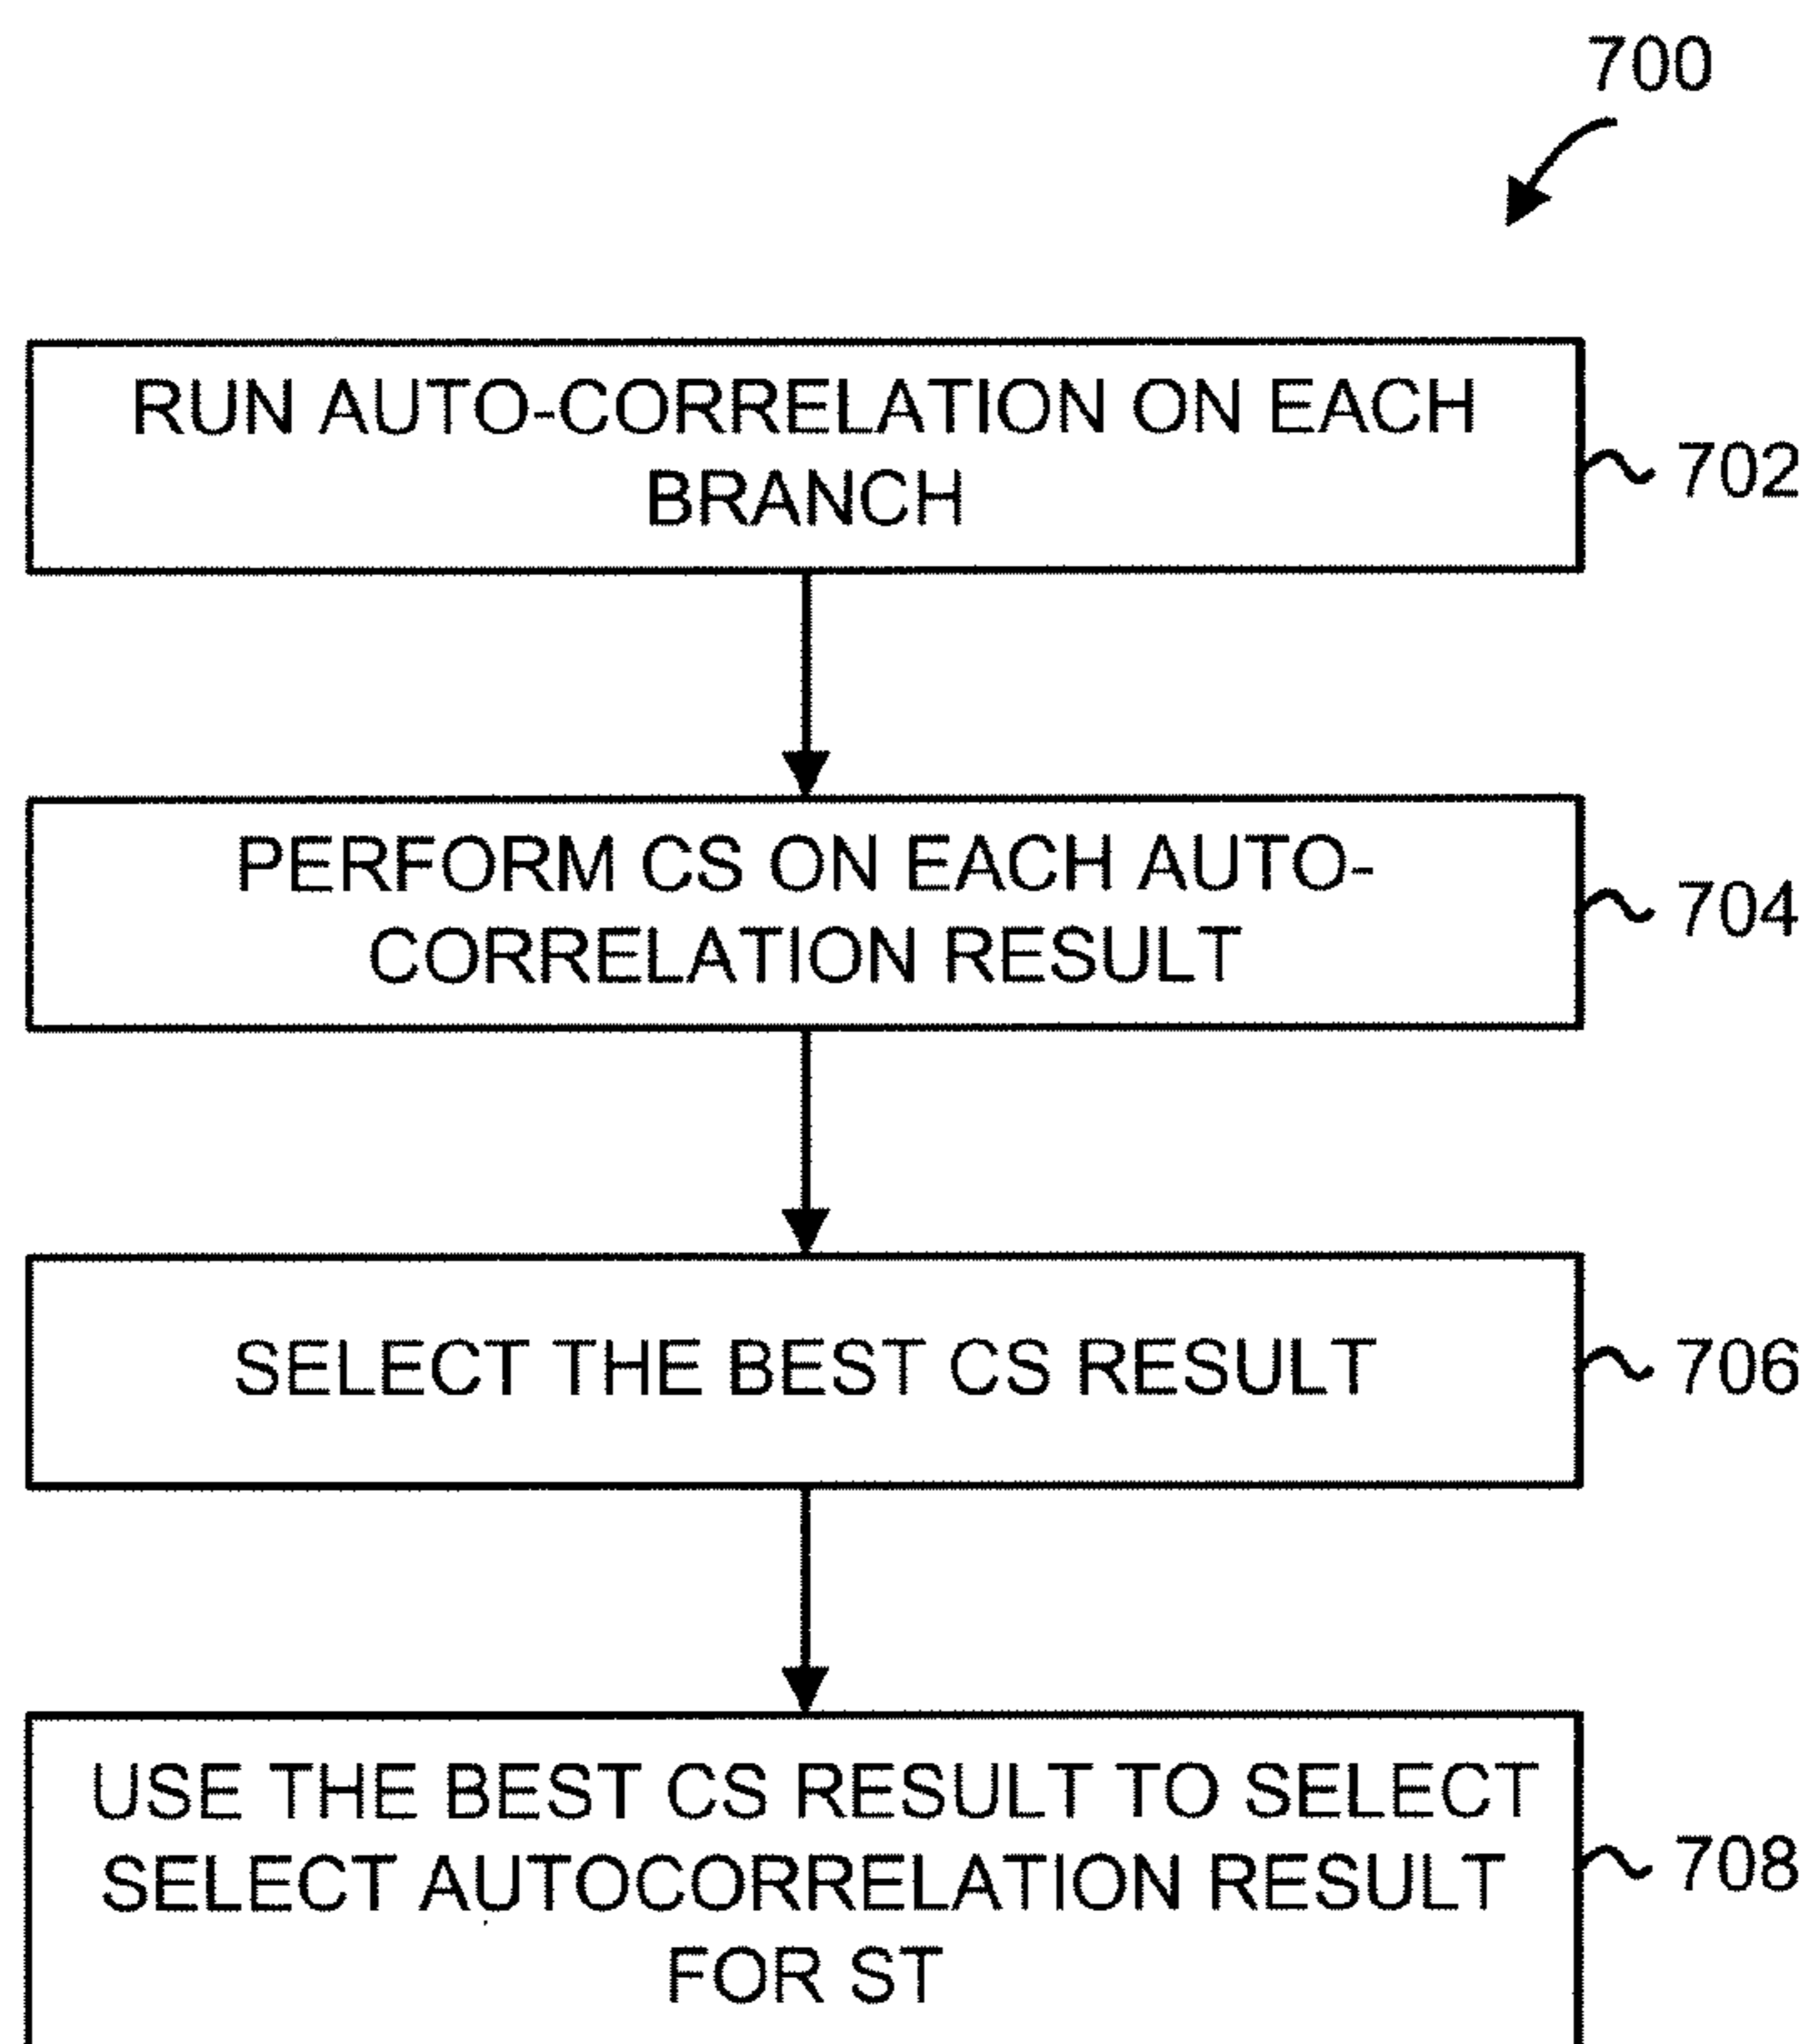 700
RUN AUTO-CORRELATION ON EACH
BRANCH
702
PERFORM CS ON EACH AUTO-
CORRELATION RESULT
704
SELECT THE BEST CS RESULT
706
USE THE BEST CS RESULT TO SELECT
SELECT AUTOCORRELATION RESULT
FOR ST
708